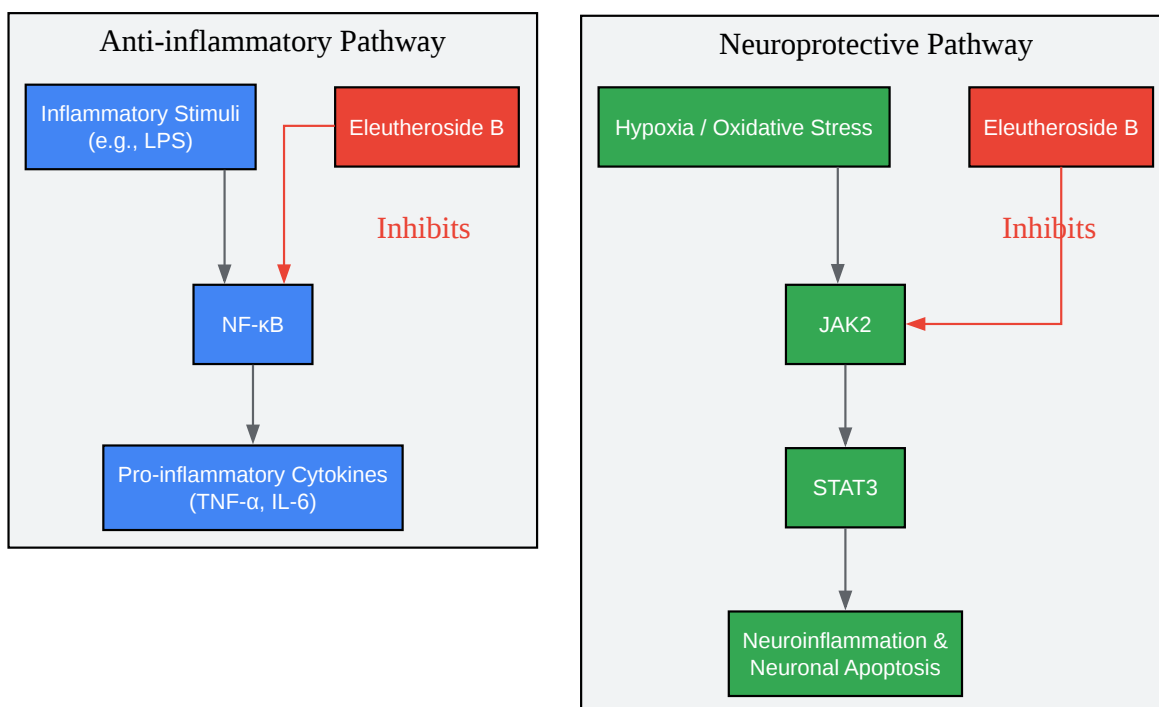 Anti-inflammatory Pathway
Inflammatory Stimuli
(e.g., LPS)
Eleutheroside B
Inhibits
NF-κB
Pro-inflammatory Cytokines
(TNF-α, IL-6)
Neuroprotective Pathway
Hypoxia / Oxidative Stress
Eleutheroside B
Inhibits
JAK2
STAT3
Neuroinflammation &
Neuronal Apoptosis